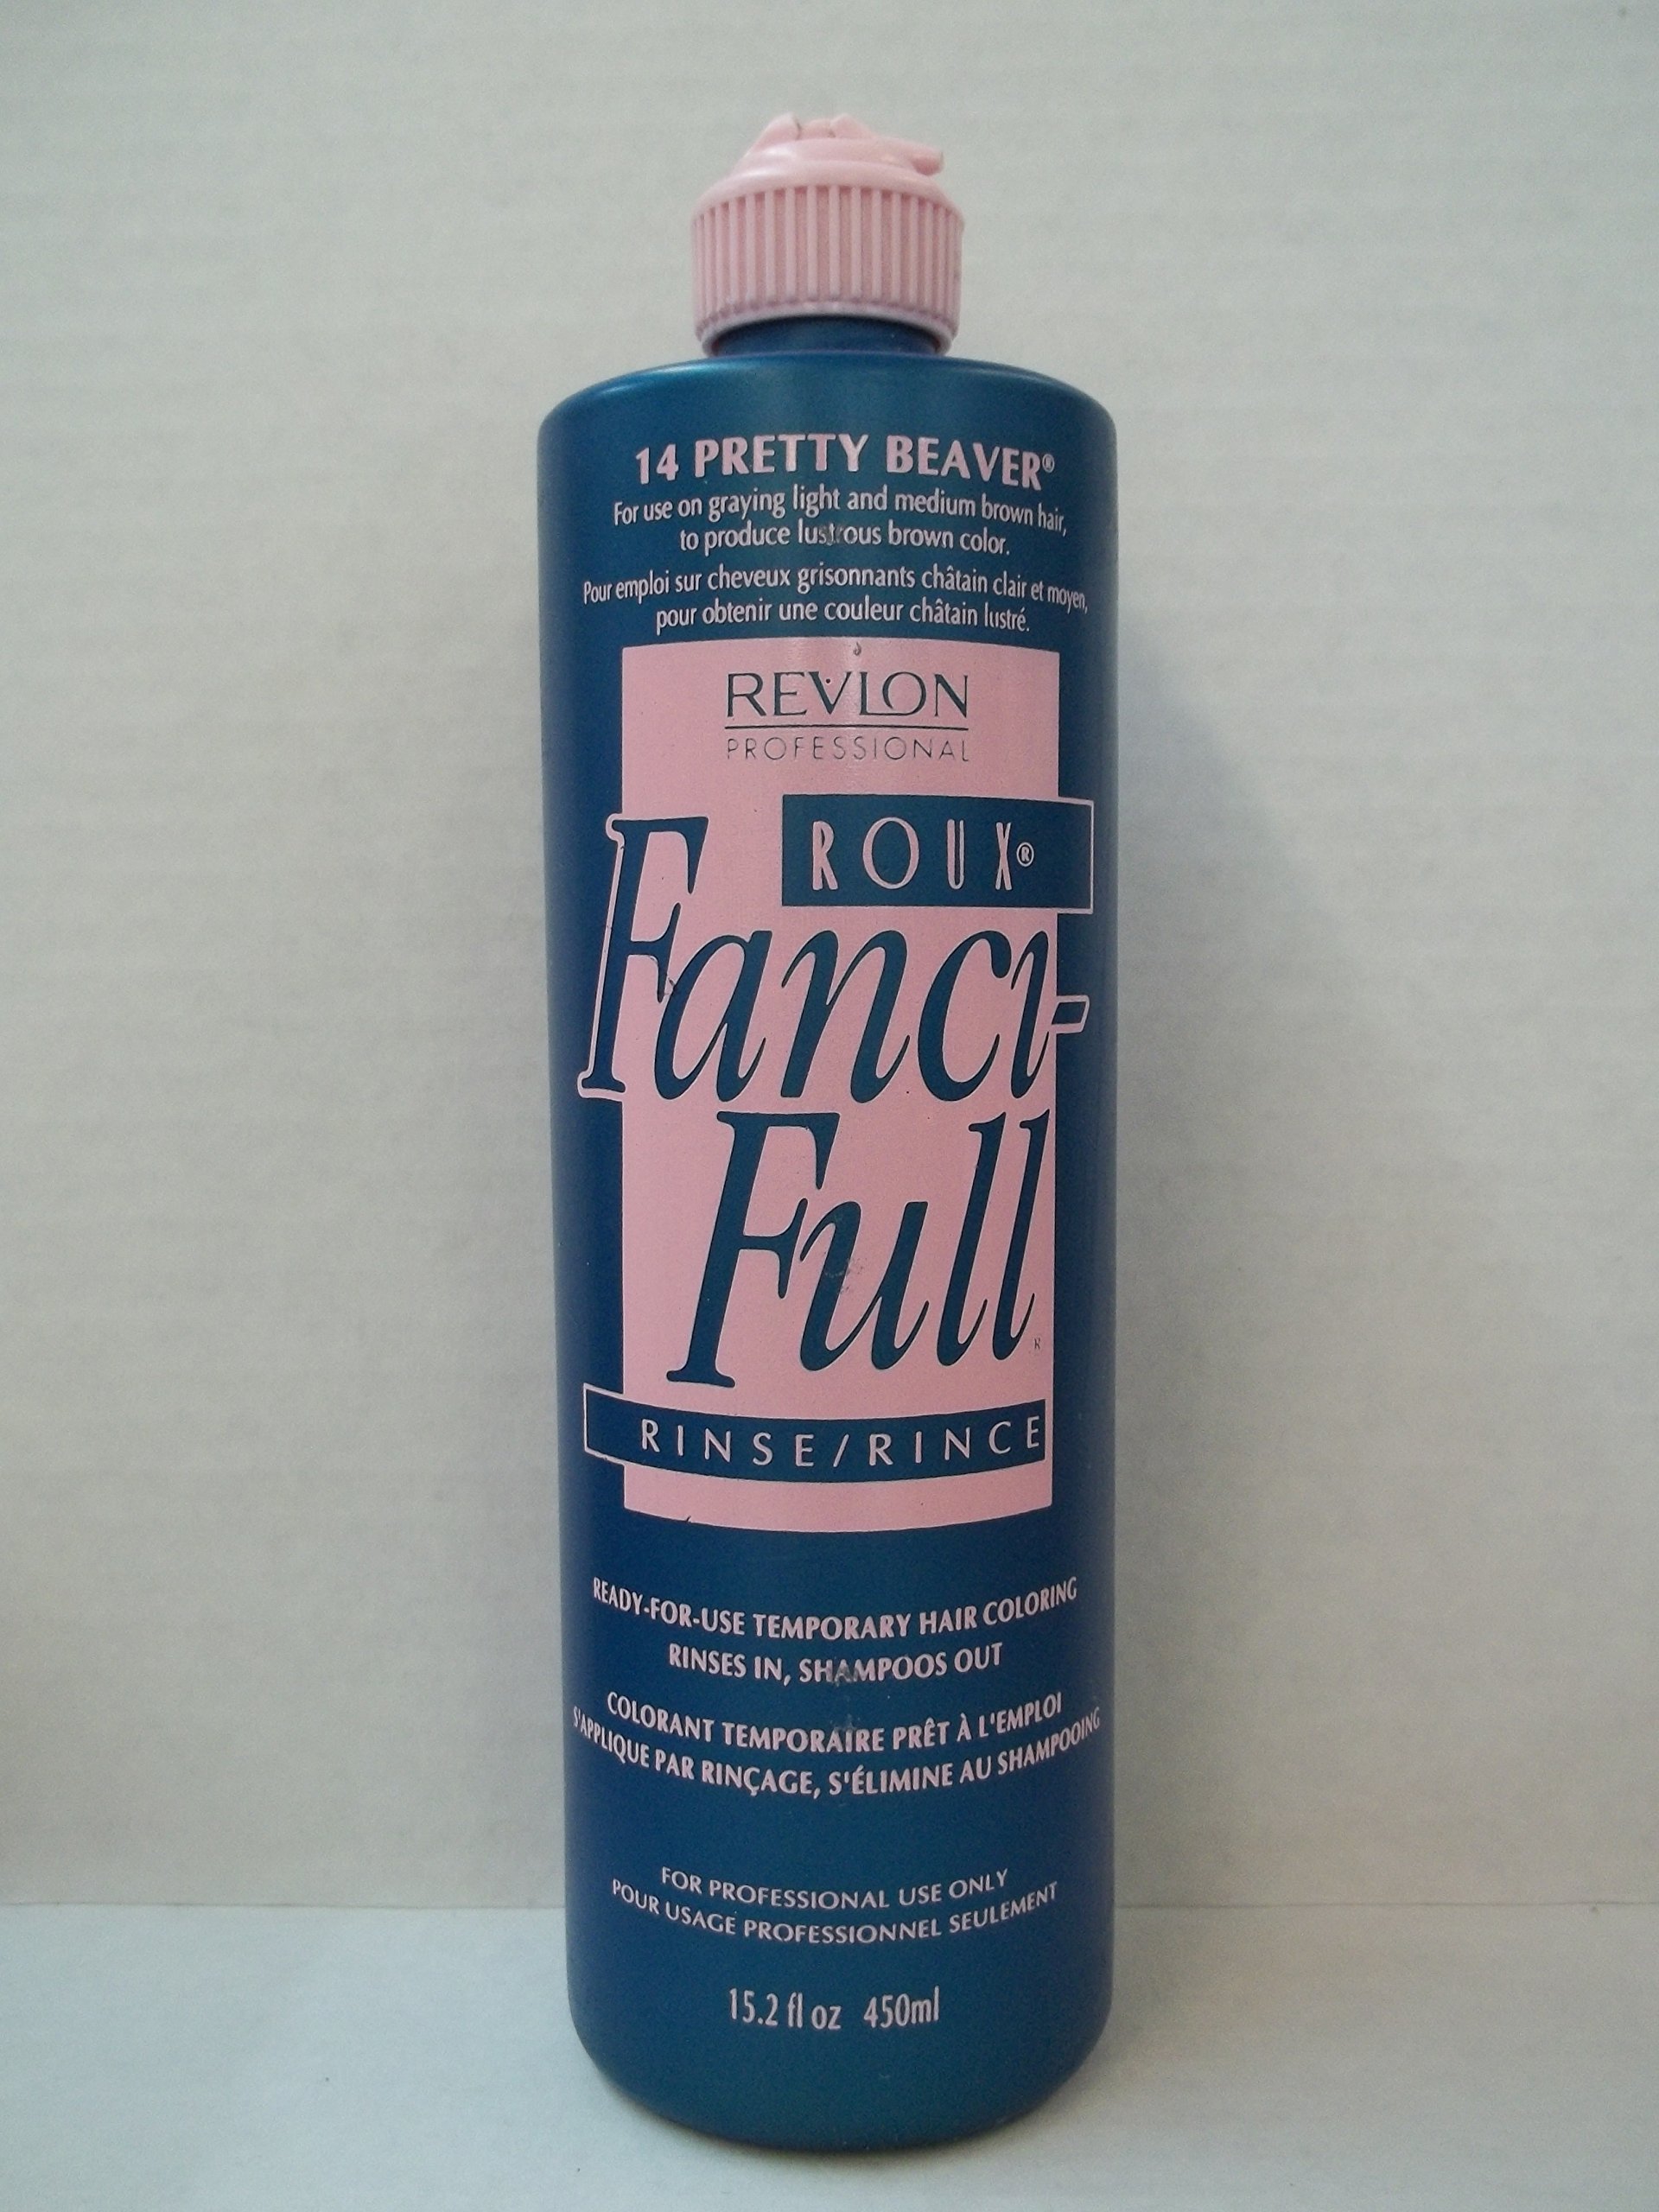 14 PRETTY BEAVER®
For use on graying light and medium brown hair,
to produce lustrous brown color.
Pour emploi sur cheveux grisonnants châtain clair et moyen,
pour obtenir une couleur châtain lustré.
REVLON
PROFESSIONAL
ROUX®
Fanci-
Full®
RINSE/RINCE
READY-FOR-USE TEMPORARY HAIR COLORING
RINSES IN, SHAMPOOS OUT
COLORANT TEMPORAIRE PRÊT À L'EMPLOI
S'APPLIQUE PAR RINÇAGE, S'ÉLIMINE AU SHAMPOOING
FOR PROFESSIONAL USE ONLY
POUR USAGE PROFESSIONNEL SEULEMENT
15.2 fl oz 450ml